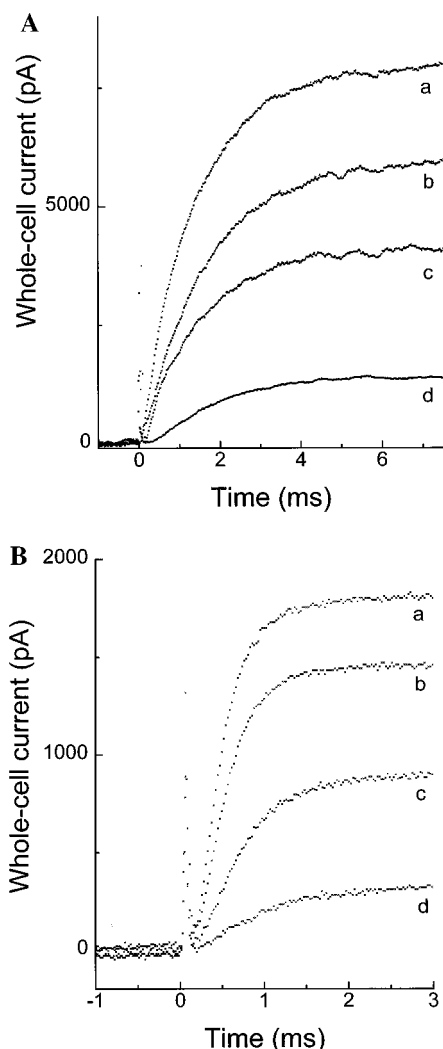 A
Whole-cell current (pA)
5000
0
a
b
c
d
0
2
4
6
Time (ms)
B
Whole-cell current (pA)
2000
1000
0
a
b
c
d
-1
0
1
2
3
Time (ms)